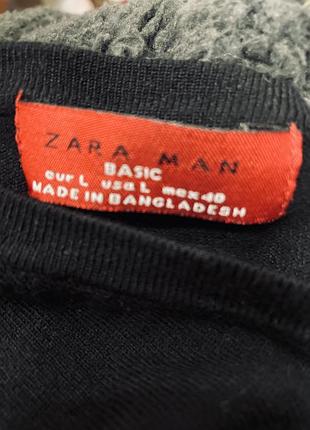 ZARA MAN
BASIC
eur L usa L mex 40
MADE IN BANGLADESH